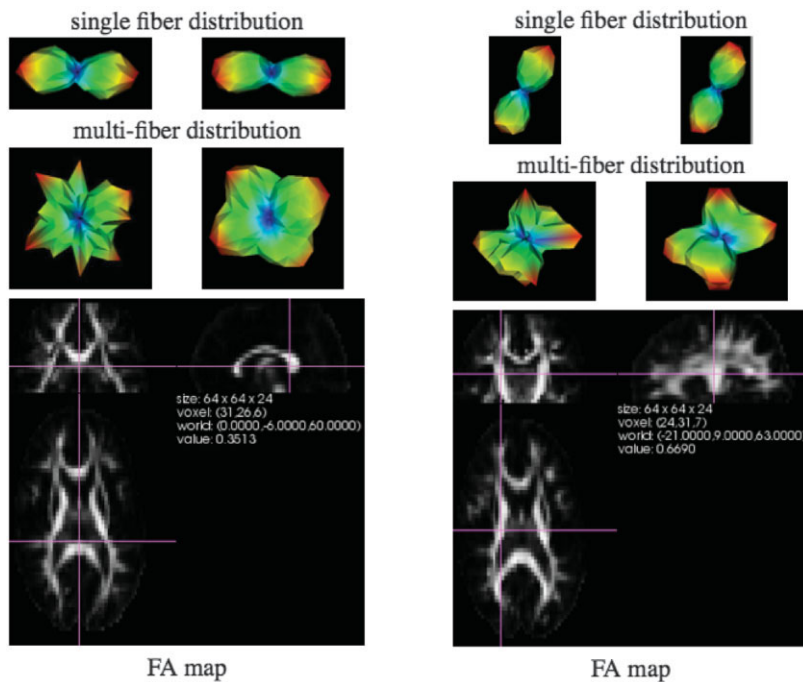 single fiber distribution
multi-fiber distribution
size: 64 x 64 x 24
voxel: (31,26,6)
world: (0.0000,-6.0000,60.0000)
value: 0.3513
FA map
single fiber distribution
multi-fiber distribution
size: 64 x 64 x 24
voxel: (24,31,7)
world: (-21.0000,9.0000,63.0000)
value: 0.6690
FA map